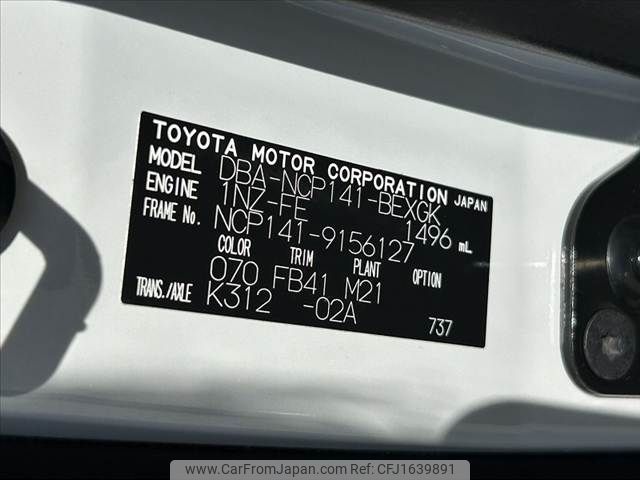 TOYOTA MOTOR CORPORATION JAPAN
MODEL DBA-NCP141-BEXGK
ENGINE 1NZ-FE 1496 mL
FRAME No. NCP141-9156127
COLOR TRIM PLANT OPTION
070 FB41 M21
TRANS./AXLE K312 -02A
737
www.CarFromJapan.com - CFJ1639891